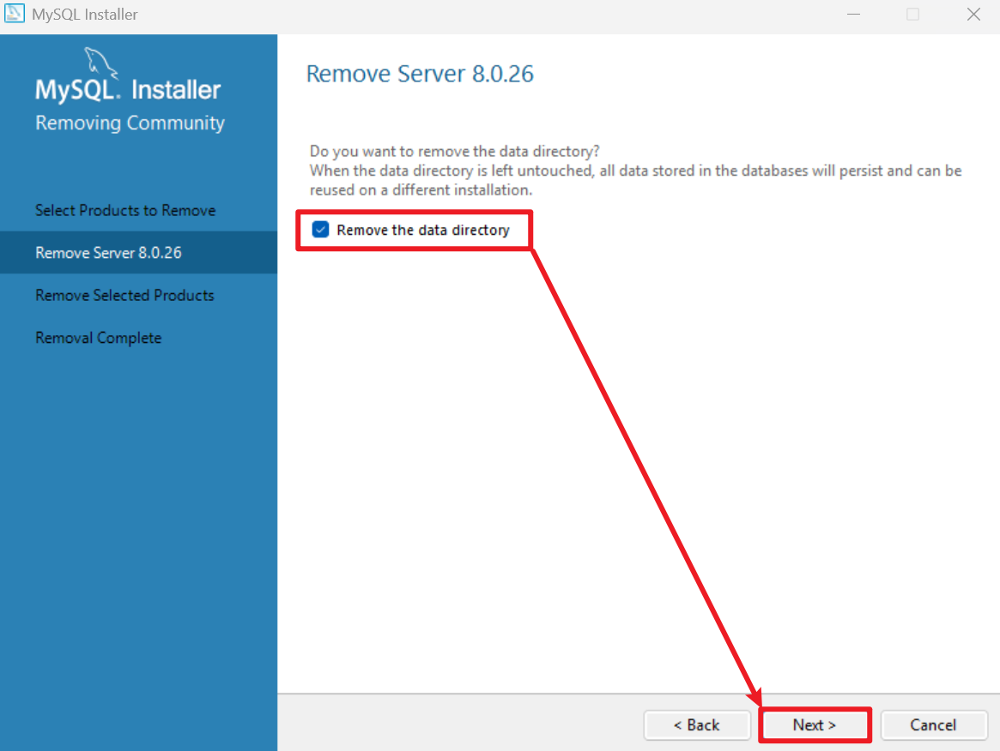 MySQL Installer
MySQL. Installer
Removing Community
Select Products to Remove
Remove Server 8.0.26
Remove Selected Products
Removal Complete
Remove Server 8.0.26
Do you want to remove the data directory?
When the data directory is left untouched, all data stored in the databases will persist and can be
reused on a different installation.
Remove the data directory
< Back
Next >
Cancel